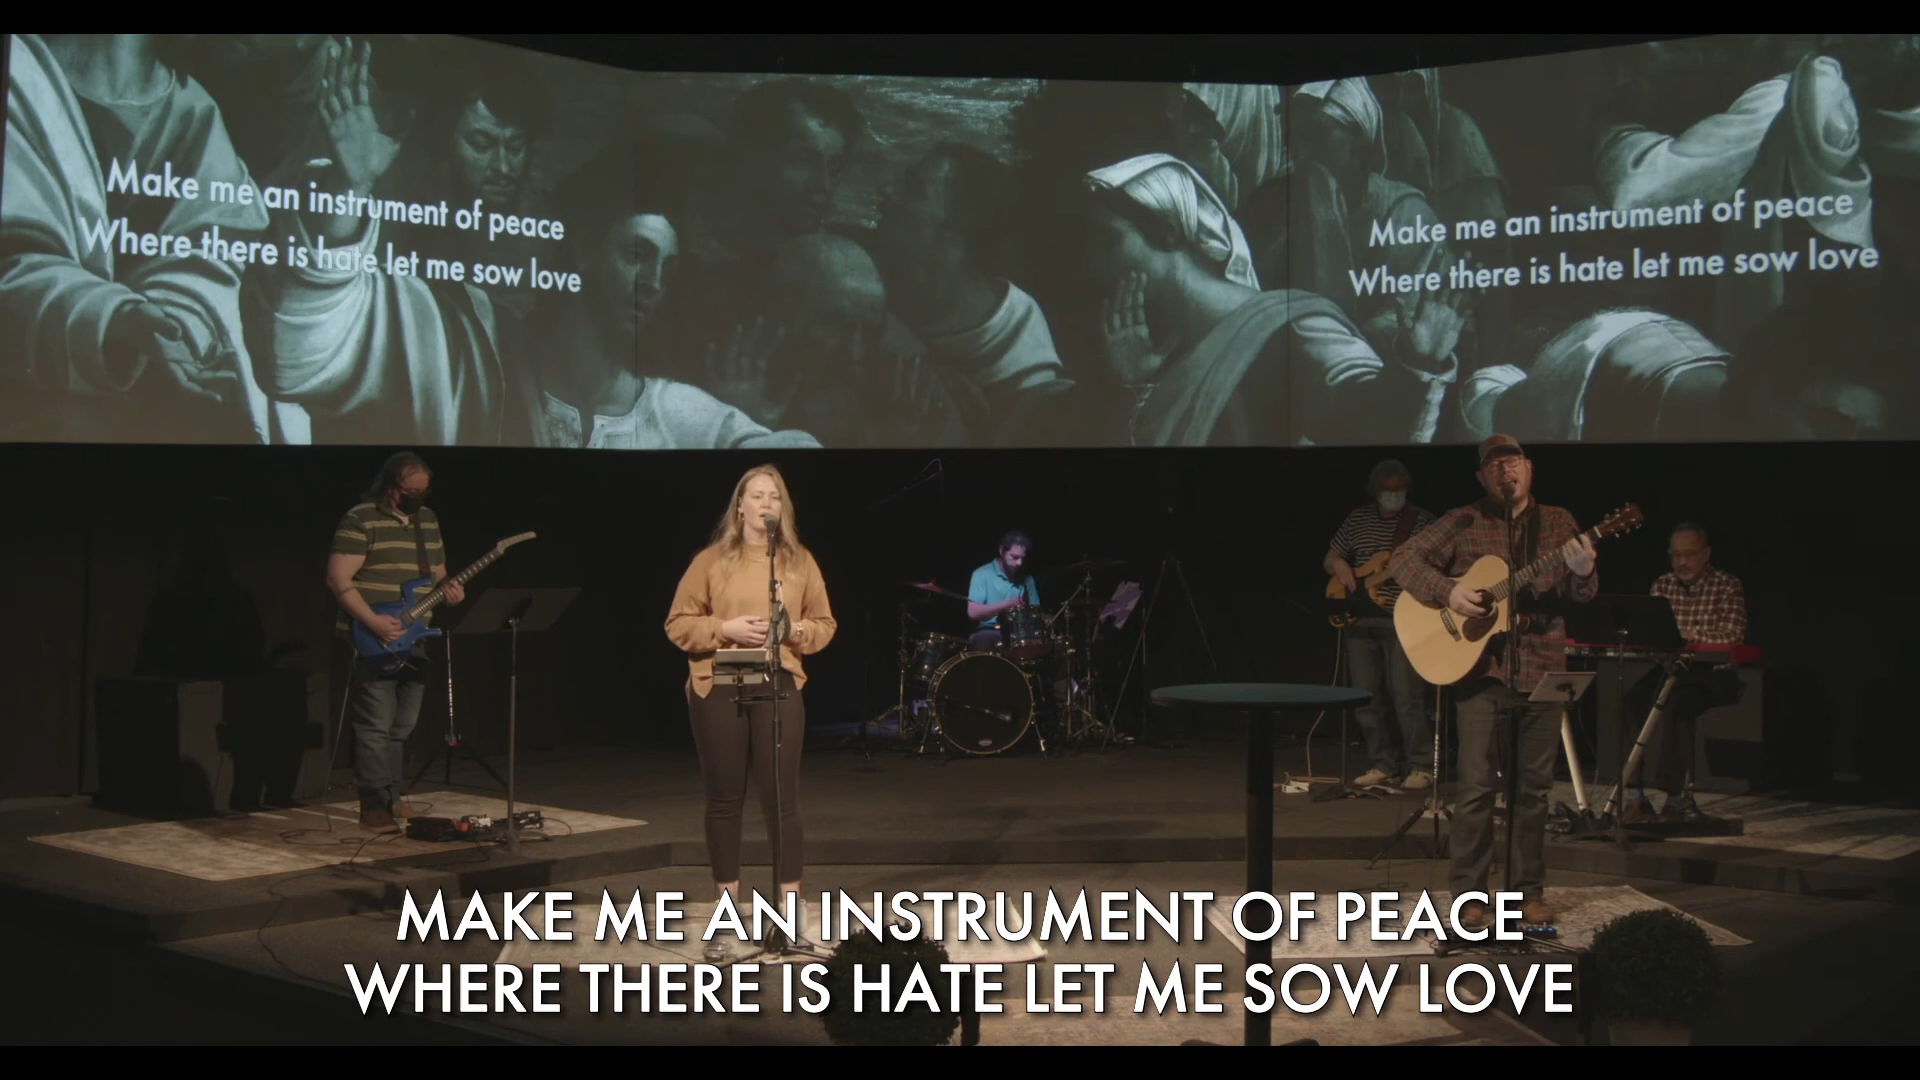 Make me an instrument of peace
Where there is hate let me sow love
Make me an instrument of peace
Where there is hate let me sow love
MAKE ME AN INSTRUMENT OF PEACE
WHERE THERE IS HATE LET ME SOW LOVE